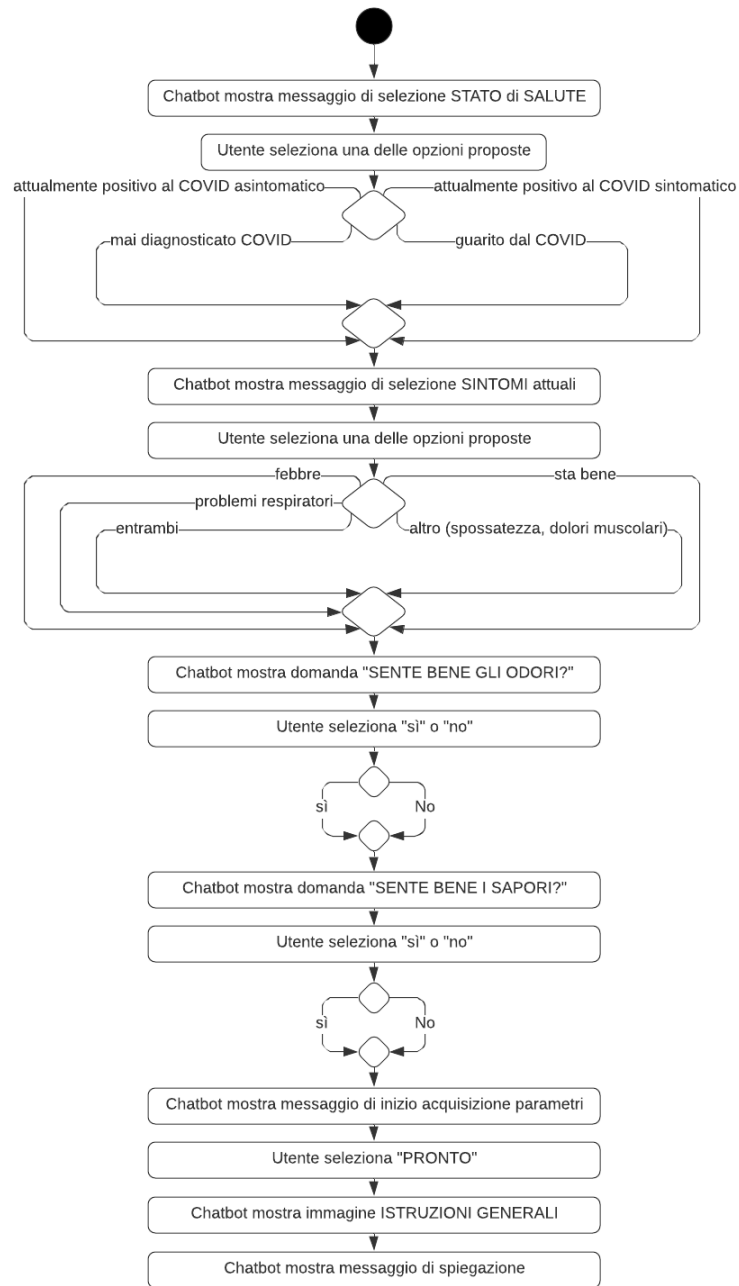 Chatbot mostra messaggio di selezione STATO di SALUTE
Utente seleziona una delle opzioni proposte
attualmente positivo al COVID asintomatico
attualmente positivo al COVID sintomatico
mai diagnosticato COVID
guarito dal COVID
Chatbot mostra messaggio di selezione SINTOMI attuali
Utente seleziona una delle opzioni proposte
febbre
sta bene
problemi respiratori
entrambi
altro (spossatezza, dolori muscolari)
Chatbot mostra domanda "SENTE BENE GLI ODORI?"
Utente seleziona "sì" o "no"
sì
No
Chatbot mostra domanda "SENTE BENE I SAPORI?"
Utente seleziona "sì" o "no"
sì
No
Chatbot mostra messaggio di inizio acquisizione parametri
Utente seleziona "PRONTO"
Chatbot mostra immagine ISTRUZIONI GENERALI
Chatbot mostra messaggio di spiegazione